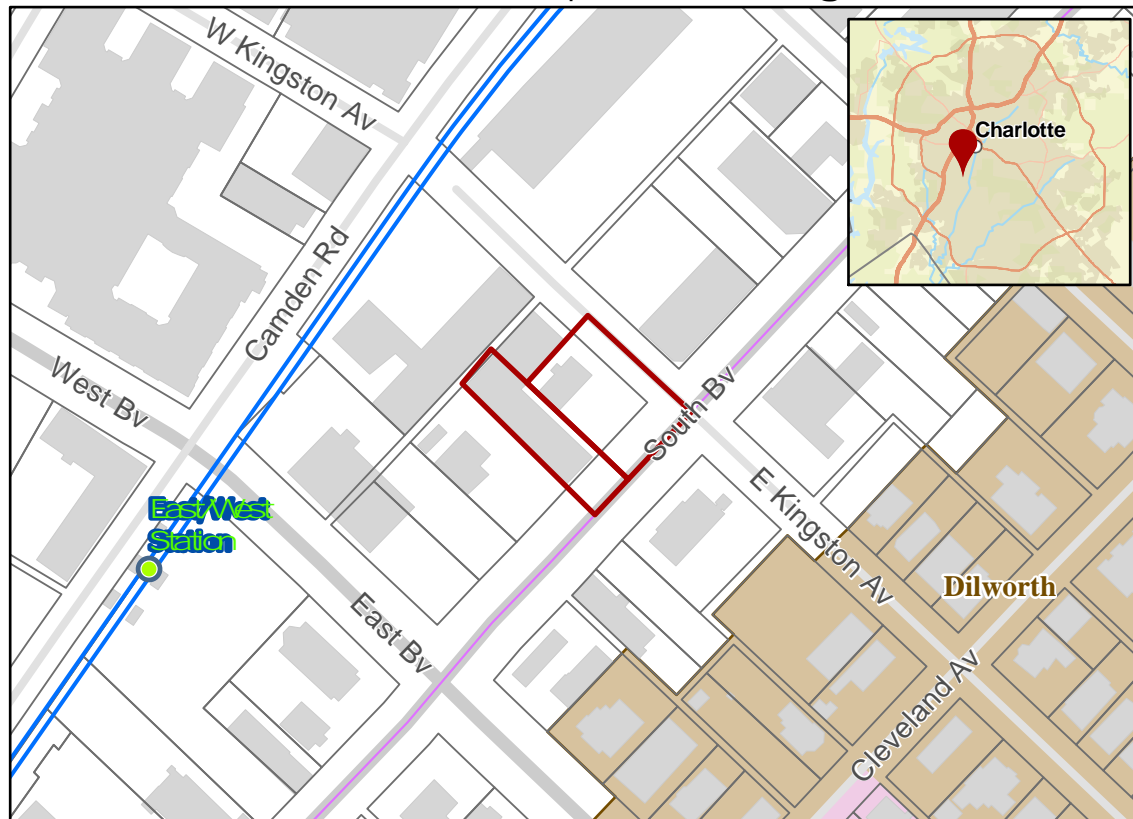 W Kingston Av
Charlotte
Camden Rd
West Bv
South Bv
East/West
Station
E Kingston Av
Dilworth
East Bv
Cleveland Av